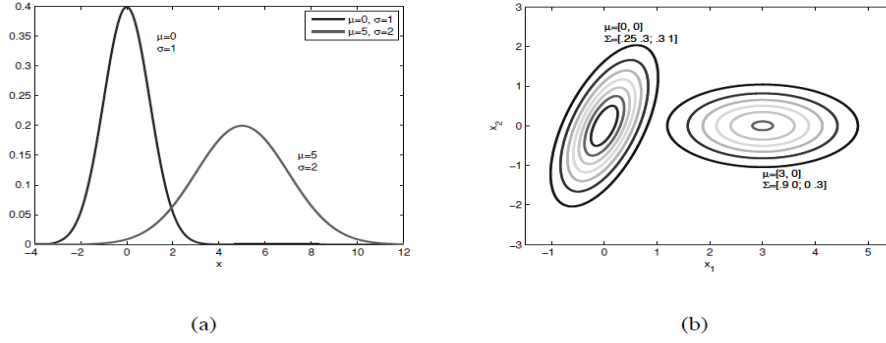 0.4
0.35
0.3
0.25
0.2
0.15
0.1
0.05
0
-4
-2
0
2
4
6
8
10
12
x
μ=0
σ=1
μ=0, σ=1
μ=5, σ=2
μ=5
σ=2
(a)
3
2
1
0
-1
-2
-3
x2
-1
0
1
2
3
4
5
x1
μ=[0, 0]
Σ=[.25 .3; .3 1]
μ=[3, 0]
Σ=[.9 0; 0 .3]
(b)